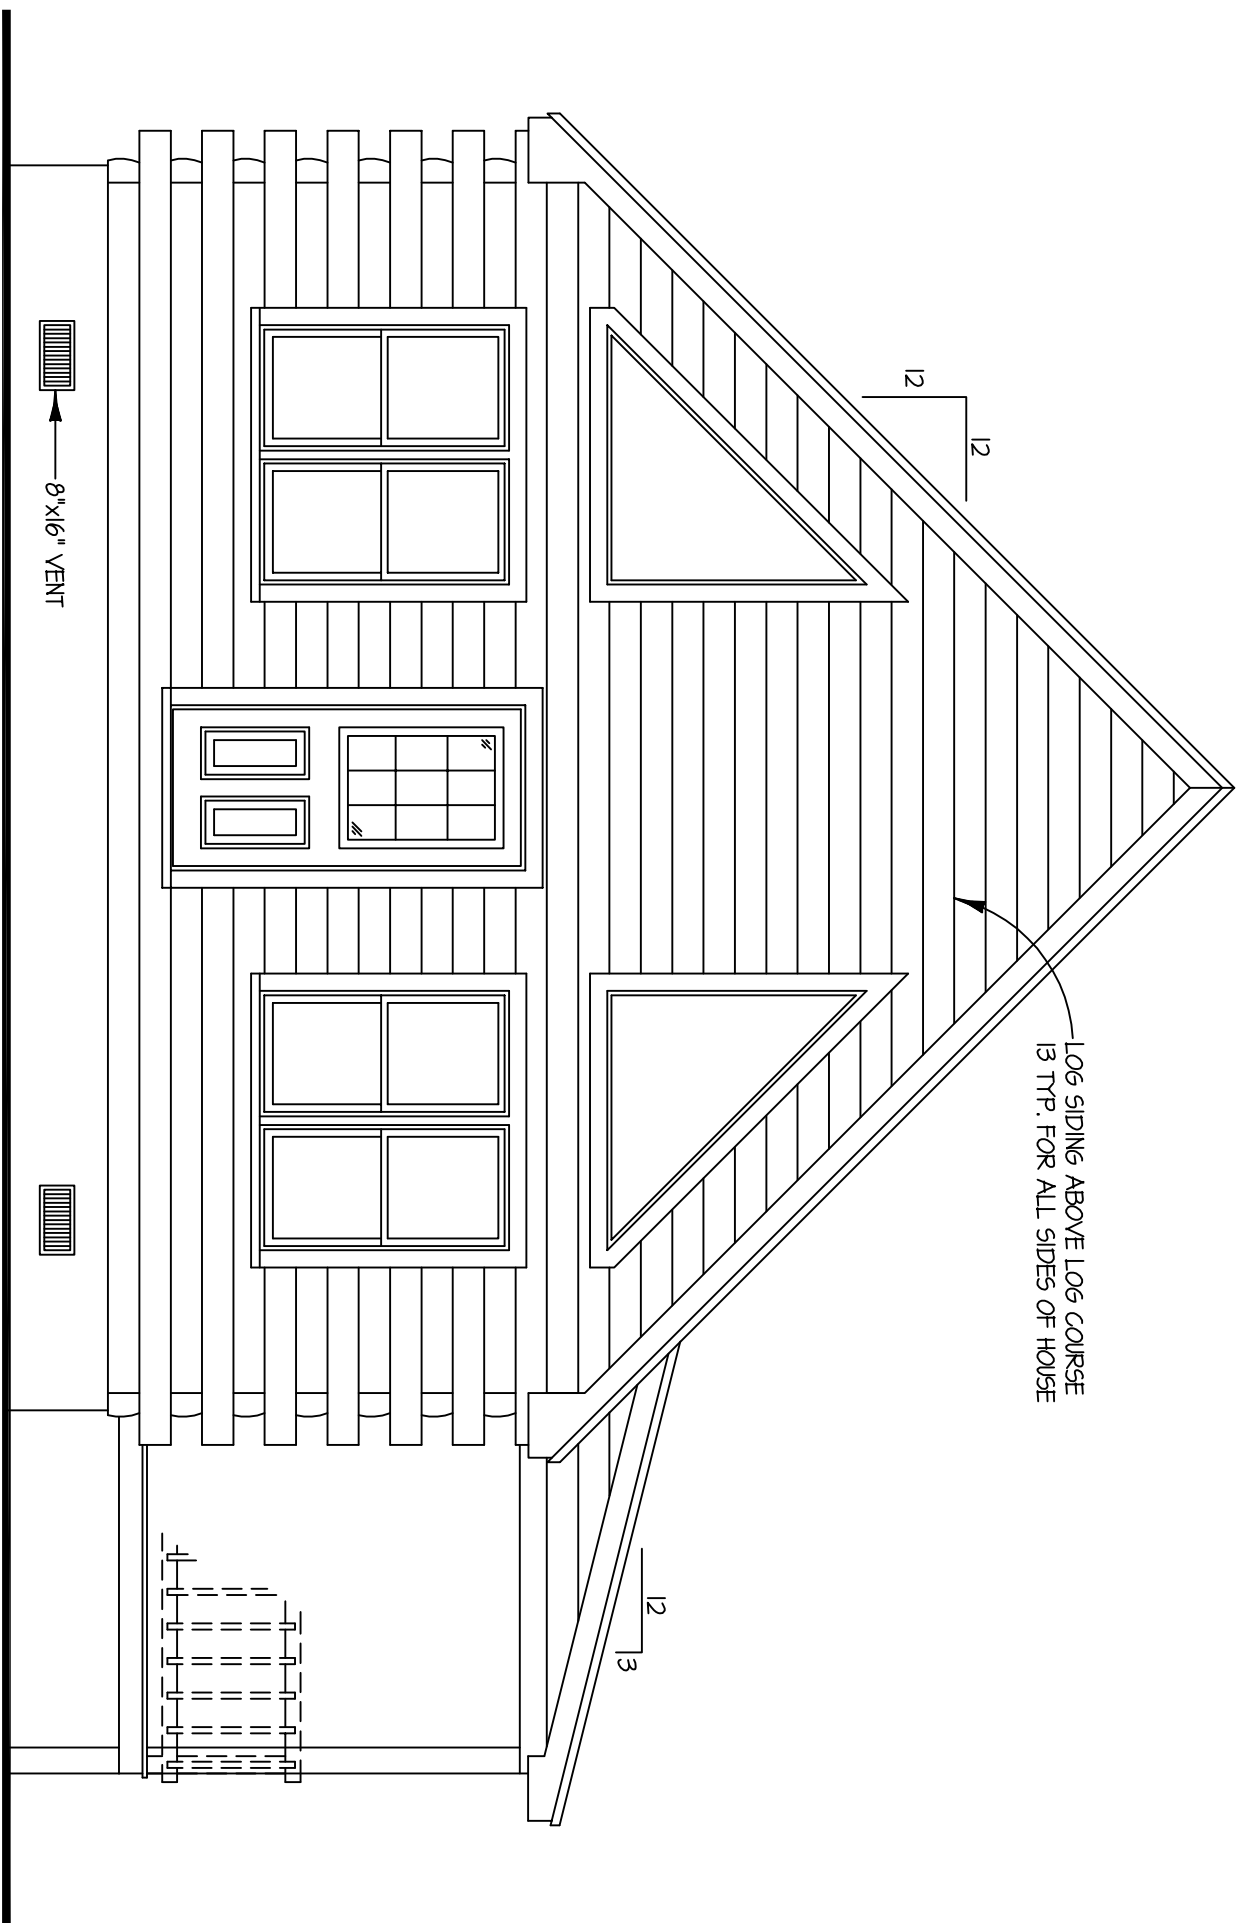 12
12
LOG SIDING ABOVE LOG COURSE
13 TYP. FOR ALL SIDES OF HOUSE
12
3
8"x16" VENT